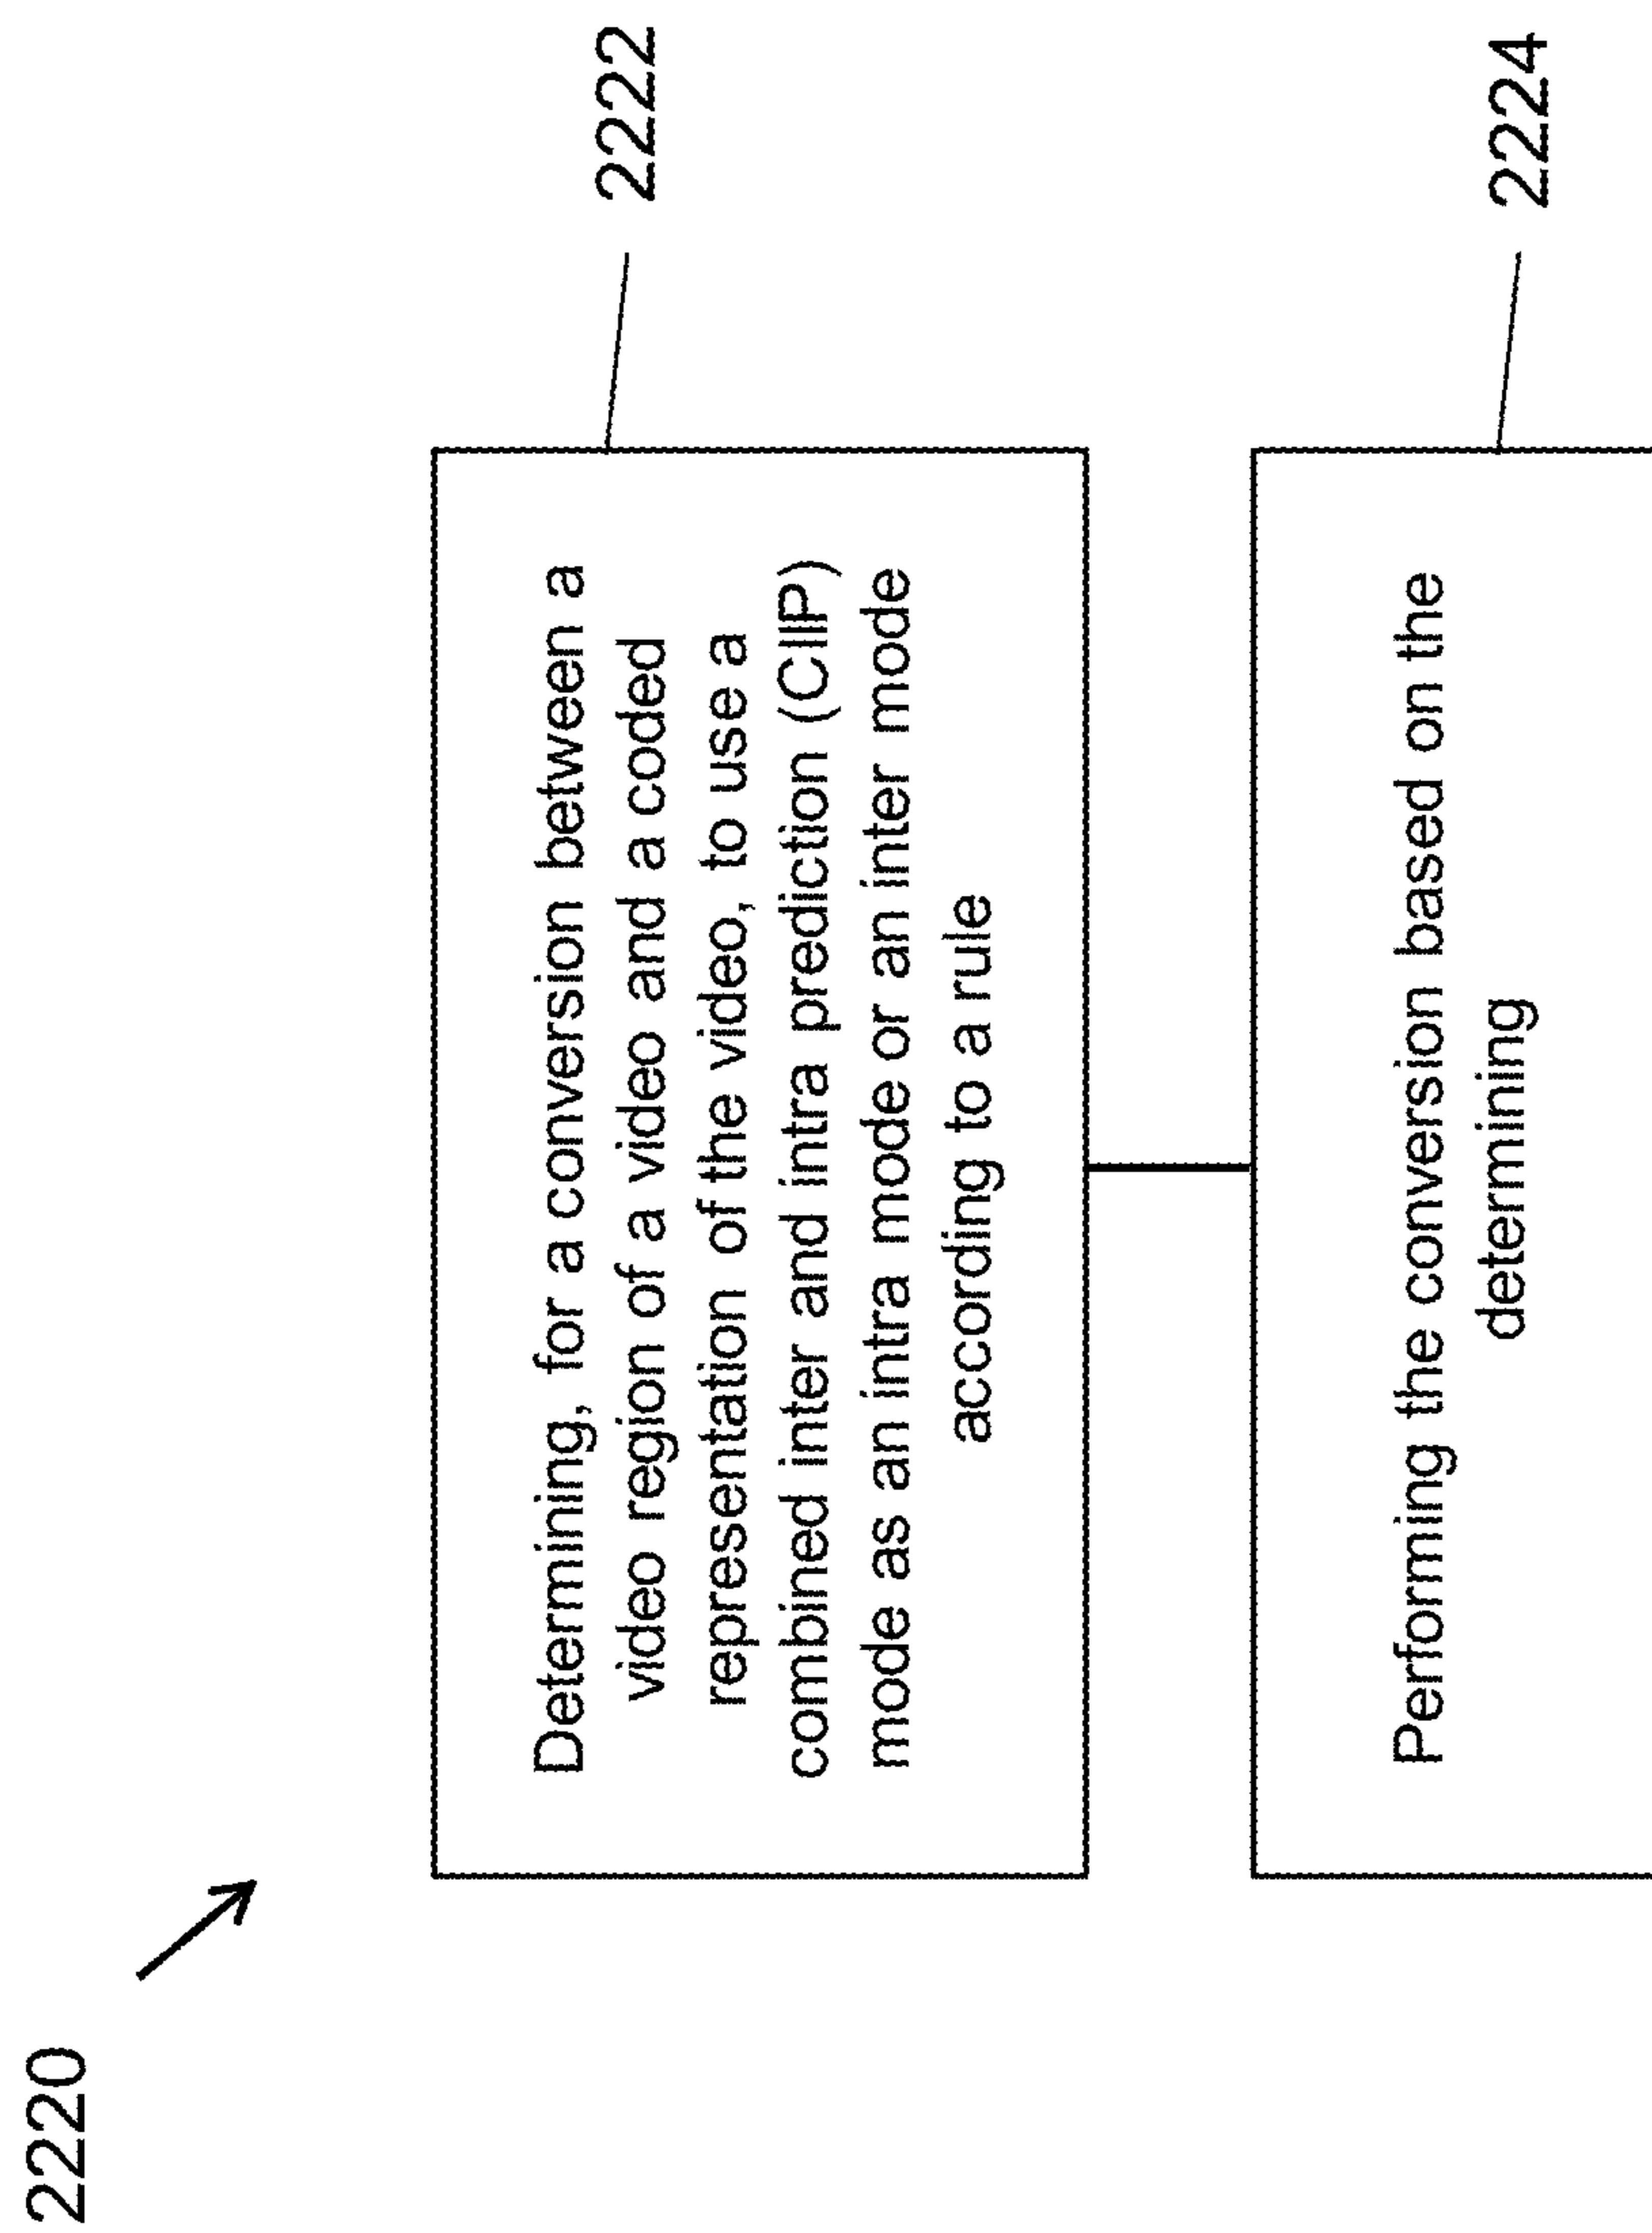 2220
Determining, for a conversion between a
video region of a video and a coded
representation of the video, to use a
combined inter and intra prediction (CIIP)
mode as an intra mode or an inter mode
according to a rule
2222
Performing the conversion based on the
determining
2224